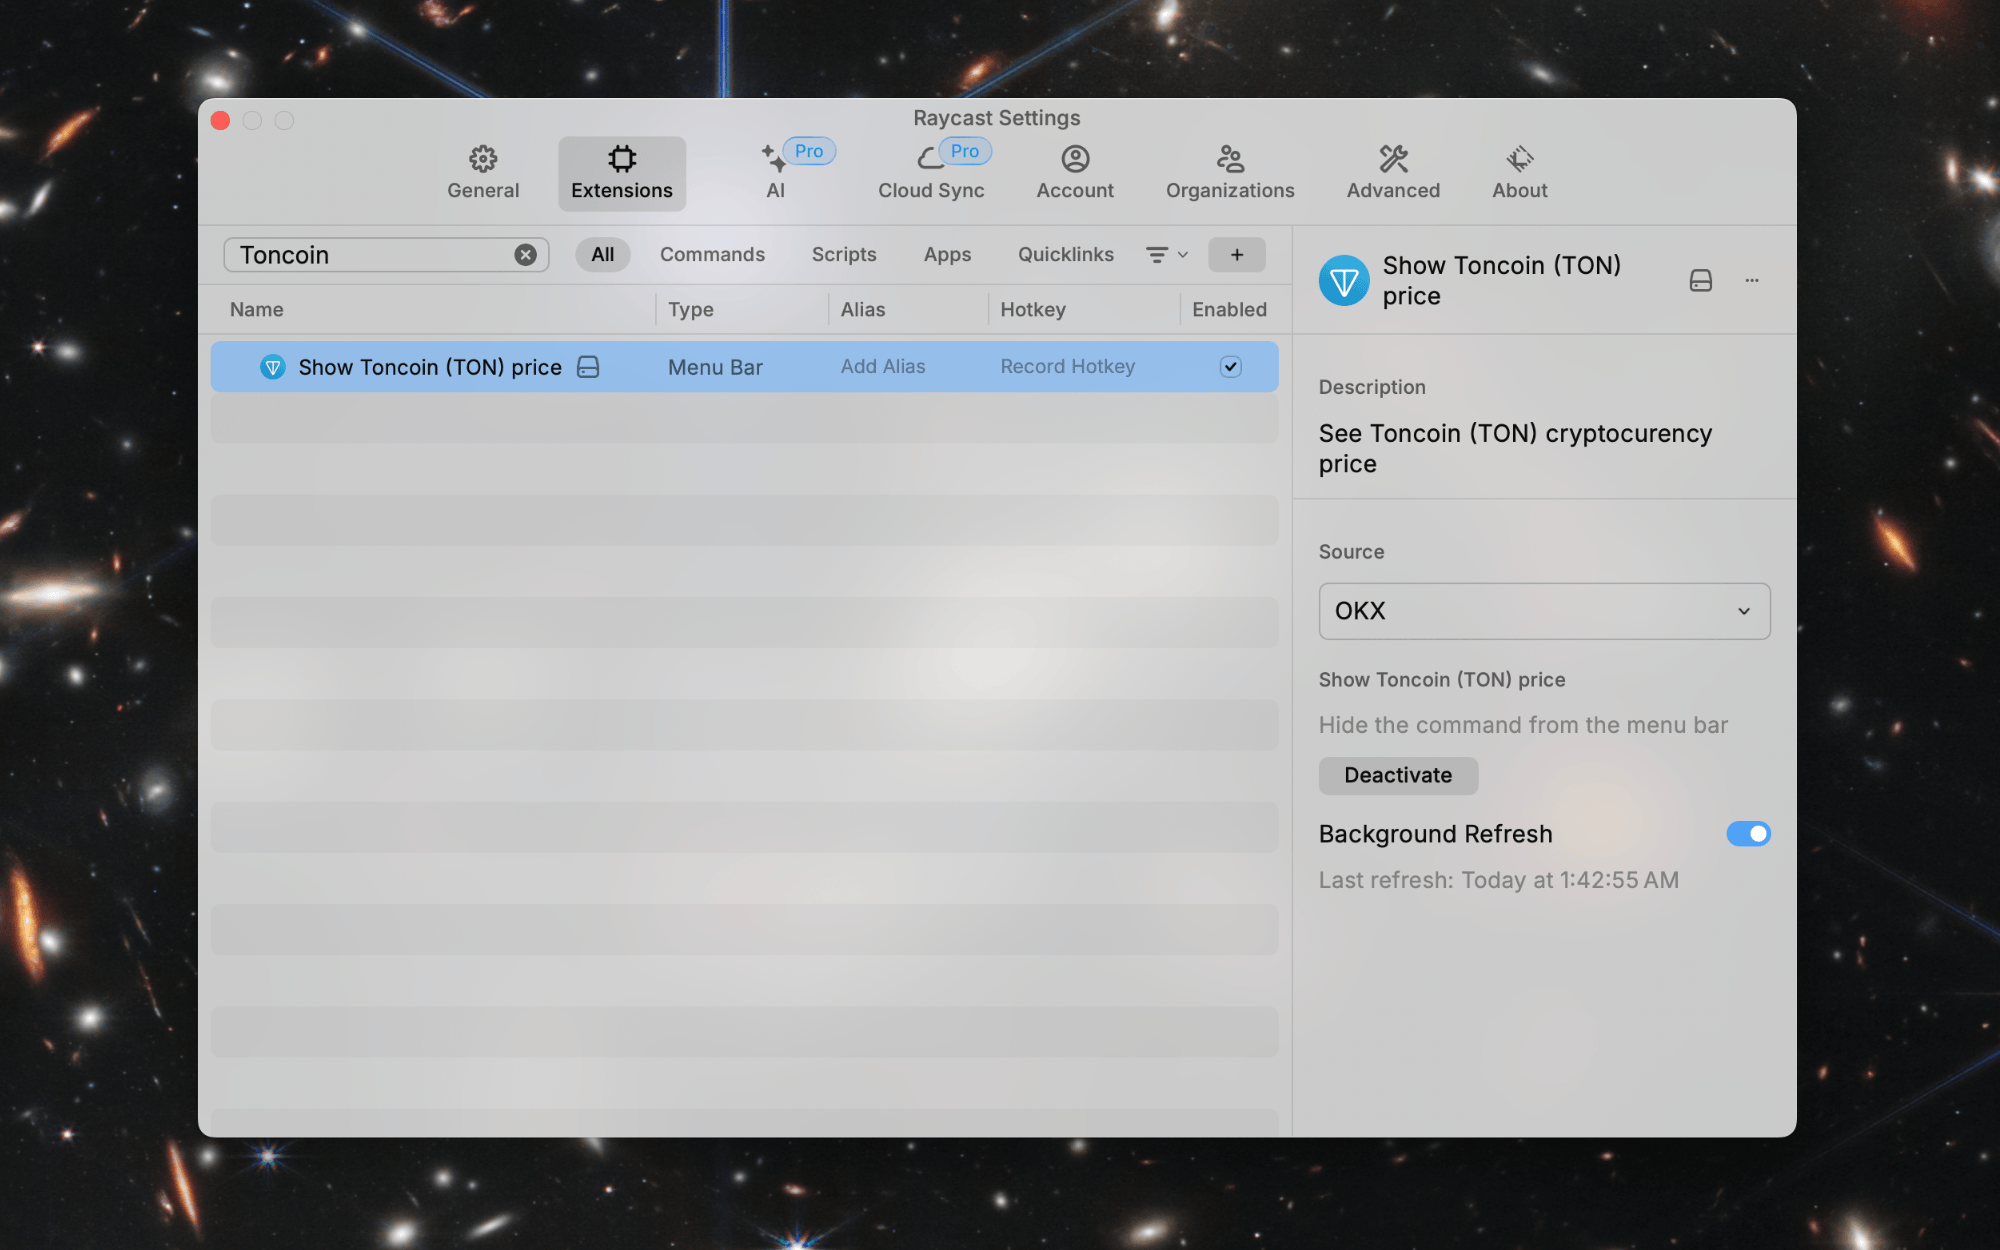 Raycast Settings
General
Extensions
Pro
AI
Pro
Cloud Sync
Account
Organizations
Advanced
About
Toncoin
All
Commands
Scripts
Apps
Quicklinks
+
Name
Type
Alias
Hotkey
Enabled
Show Toncoin (TON) price
Menu Bar
Add Alias
Record Hotkey
Show Toncoin (TON)
price
Description
See Toncoin (TON) cryptocurency
price
Source
OKX
Show Toncoin (TON) price
Hide the command from the menu bar
Deactivate
Background Refresh
Last refresh: Today at 1:42:55 AM